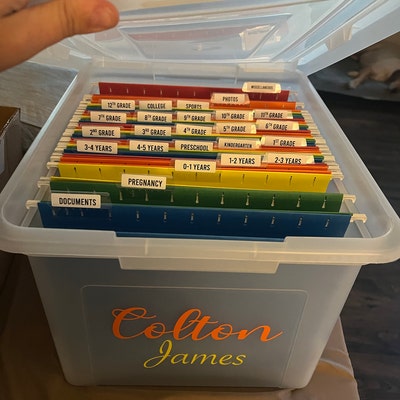 MISCELLANEOUS
PHOTOS
12TH GRADE COLLEGE SPORTS
7TH GRADE 8TH GRADE 9TH GRADE 10TH GRADE 11TH GRADE
2ND GRADE 3RD GRADE 4TH GRADE 5TH GRADE 6TH GRADE
3-4 YEARS 4-5 YEARS PRESCHOOL KINDERGARTEN 1ST GRADE
0-1 YEARS 1-2 YEARS 2-3 YEARS
PREGNANCY
DOCUMENTS
Colton
James